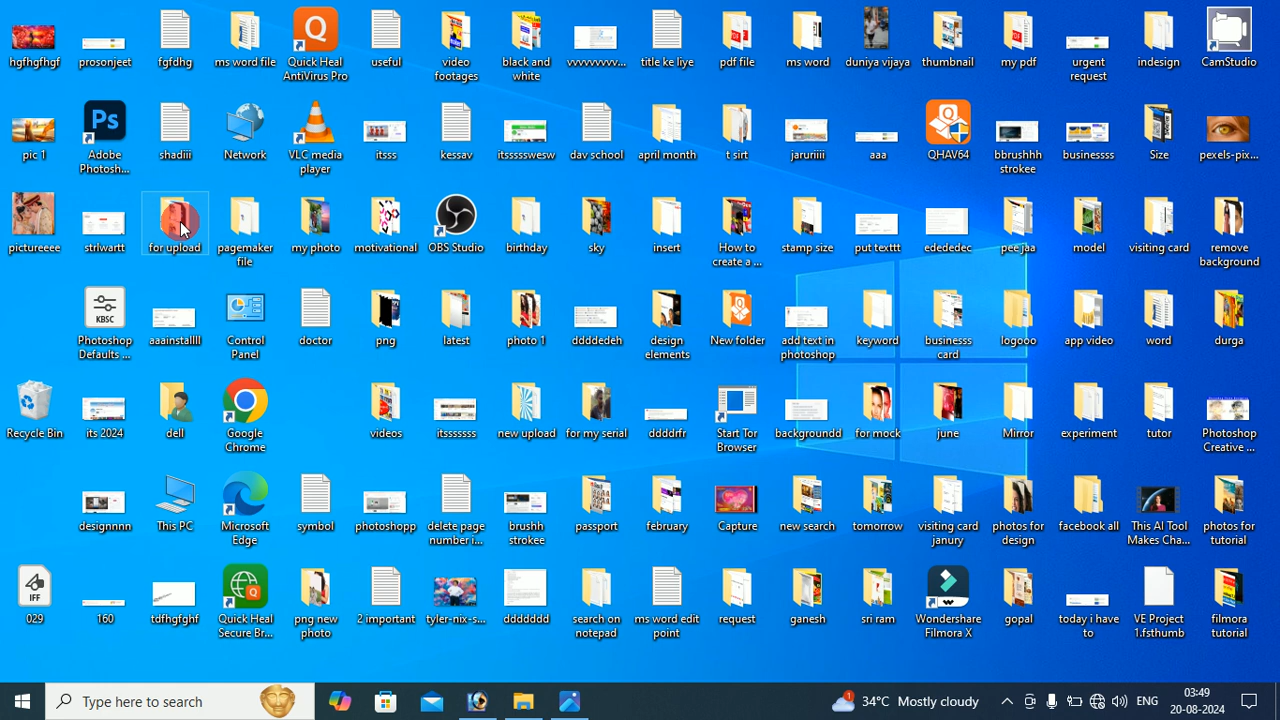 hgfhgfhgf
prosonjeet
fgfdhg
ms word file
Quick Heal
AntiVirus Pro
useful
video
footages
black and
white
vvvvvvvv...
title ke liye
pdf file
ms word
duniya vijaya
thumbnail
my pdf
urgent
request
indesign
CamStudio
pic 1
Ps
Adobe
Photosh...
shadiii
Network
VLC media
player
itsss
kessav
itssssswesw
dav school
april month
t sirt
jaruriiii
aaa
QHAV64
bbrushhh
strokee
businessss
Size
pexels-pix...
pictureeee
strlwartt
for upload
pagemaker
file
my photo
motivational
OBS Studio
birthday
sky
insert
How to
create a ...
stamp size
put texttt
edededec
pee jaa
model
visiting card
remove
background
KBSC
Photoshop
Defaults ...
aaainstallll
Control
Panel
doctor
png
latest
photo 1
ddddedeh
design
elements
New folder
add text in
photoshop
keyword
businesss
card
logooo
app video
word
durga
Recycle Bin
its 2024
dell
Google
Chrome
videos
itsssssss
new upload
for my serial
ddddrfr
Start Tor
Browser
backgroundd
for mock
june
Mirror
experiment
tutor
Photoshop
Creative ...
designnnn
This PC
Microsoft
Edge
symbol
photoshopp
delete page
number i...
brushh
strokee
passport
february
Capture
new search
tomorrow
visiting card
janury
photos for
design
facebook all
This AI Tool
Makes Cha...
photos for
tutorial
IFF
029
160
tdfhgfghf
Quick Heal
Secure Br...
png new
photo
2 important
tyler-nix-s...
ddddddd
search on
notepad
ms word edit
point
request
ganesh
sri ram
Wondershare
Filmora X
gopal
today i have
to
VE Project
1.fsthumb
filmora
tutorial
Type here to search
1
34°C Mostly cloudy
ENG
03:49
20-08-2024